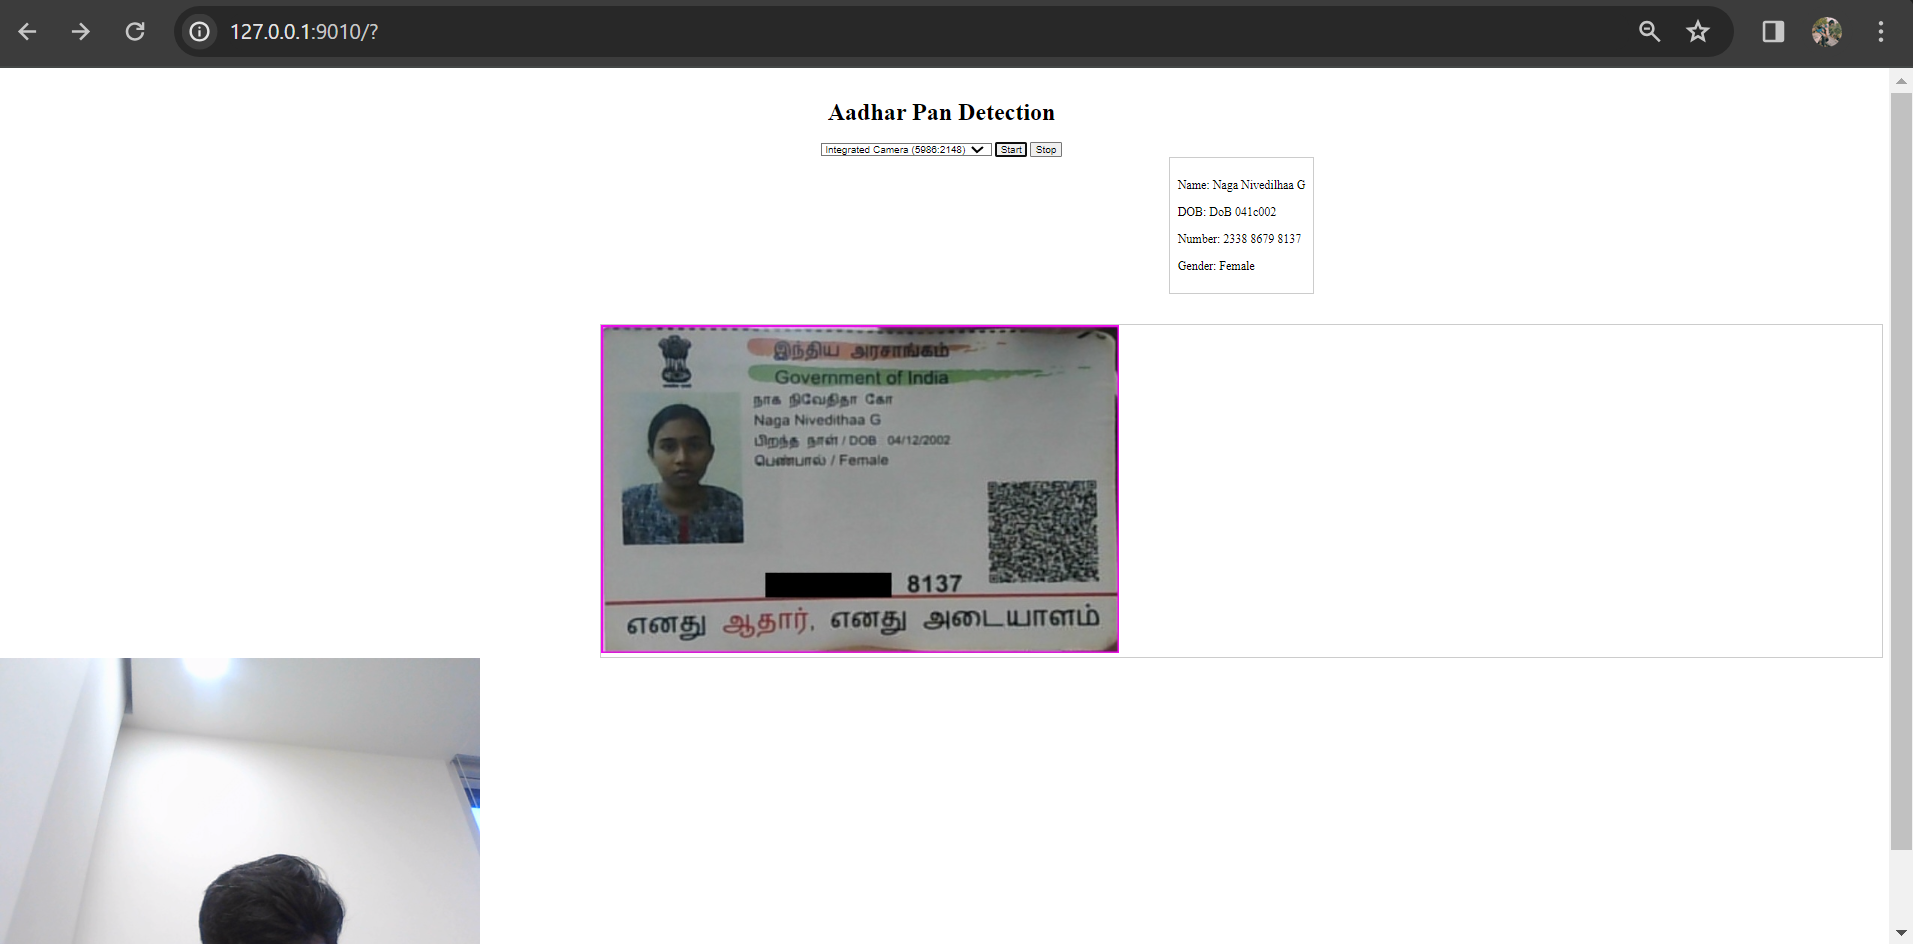 127.0.0.1:9010/?
Aadhar Pan Detection
Integrated Camera (5986:2148) Start Stop
Name: Naga Nivedilhaa G
DOB: DoB 041c002
Number: 2338 8679 8137
Gender: Female
இந்திய அரசாங்கம்
Government of India
நாக நிவேதிதா கோ
Naga Nivedithaa G
பிறந்த நாள் / DOB : 04/12/2002
பெண்பால் / Female
8137
எனது ஆதார், எனது அடையாளம்